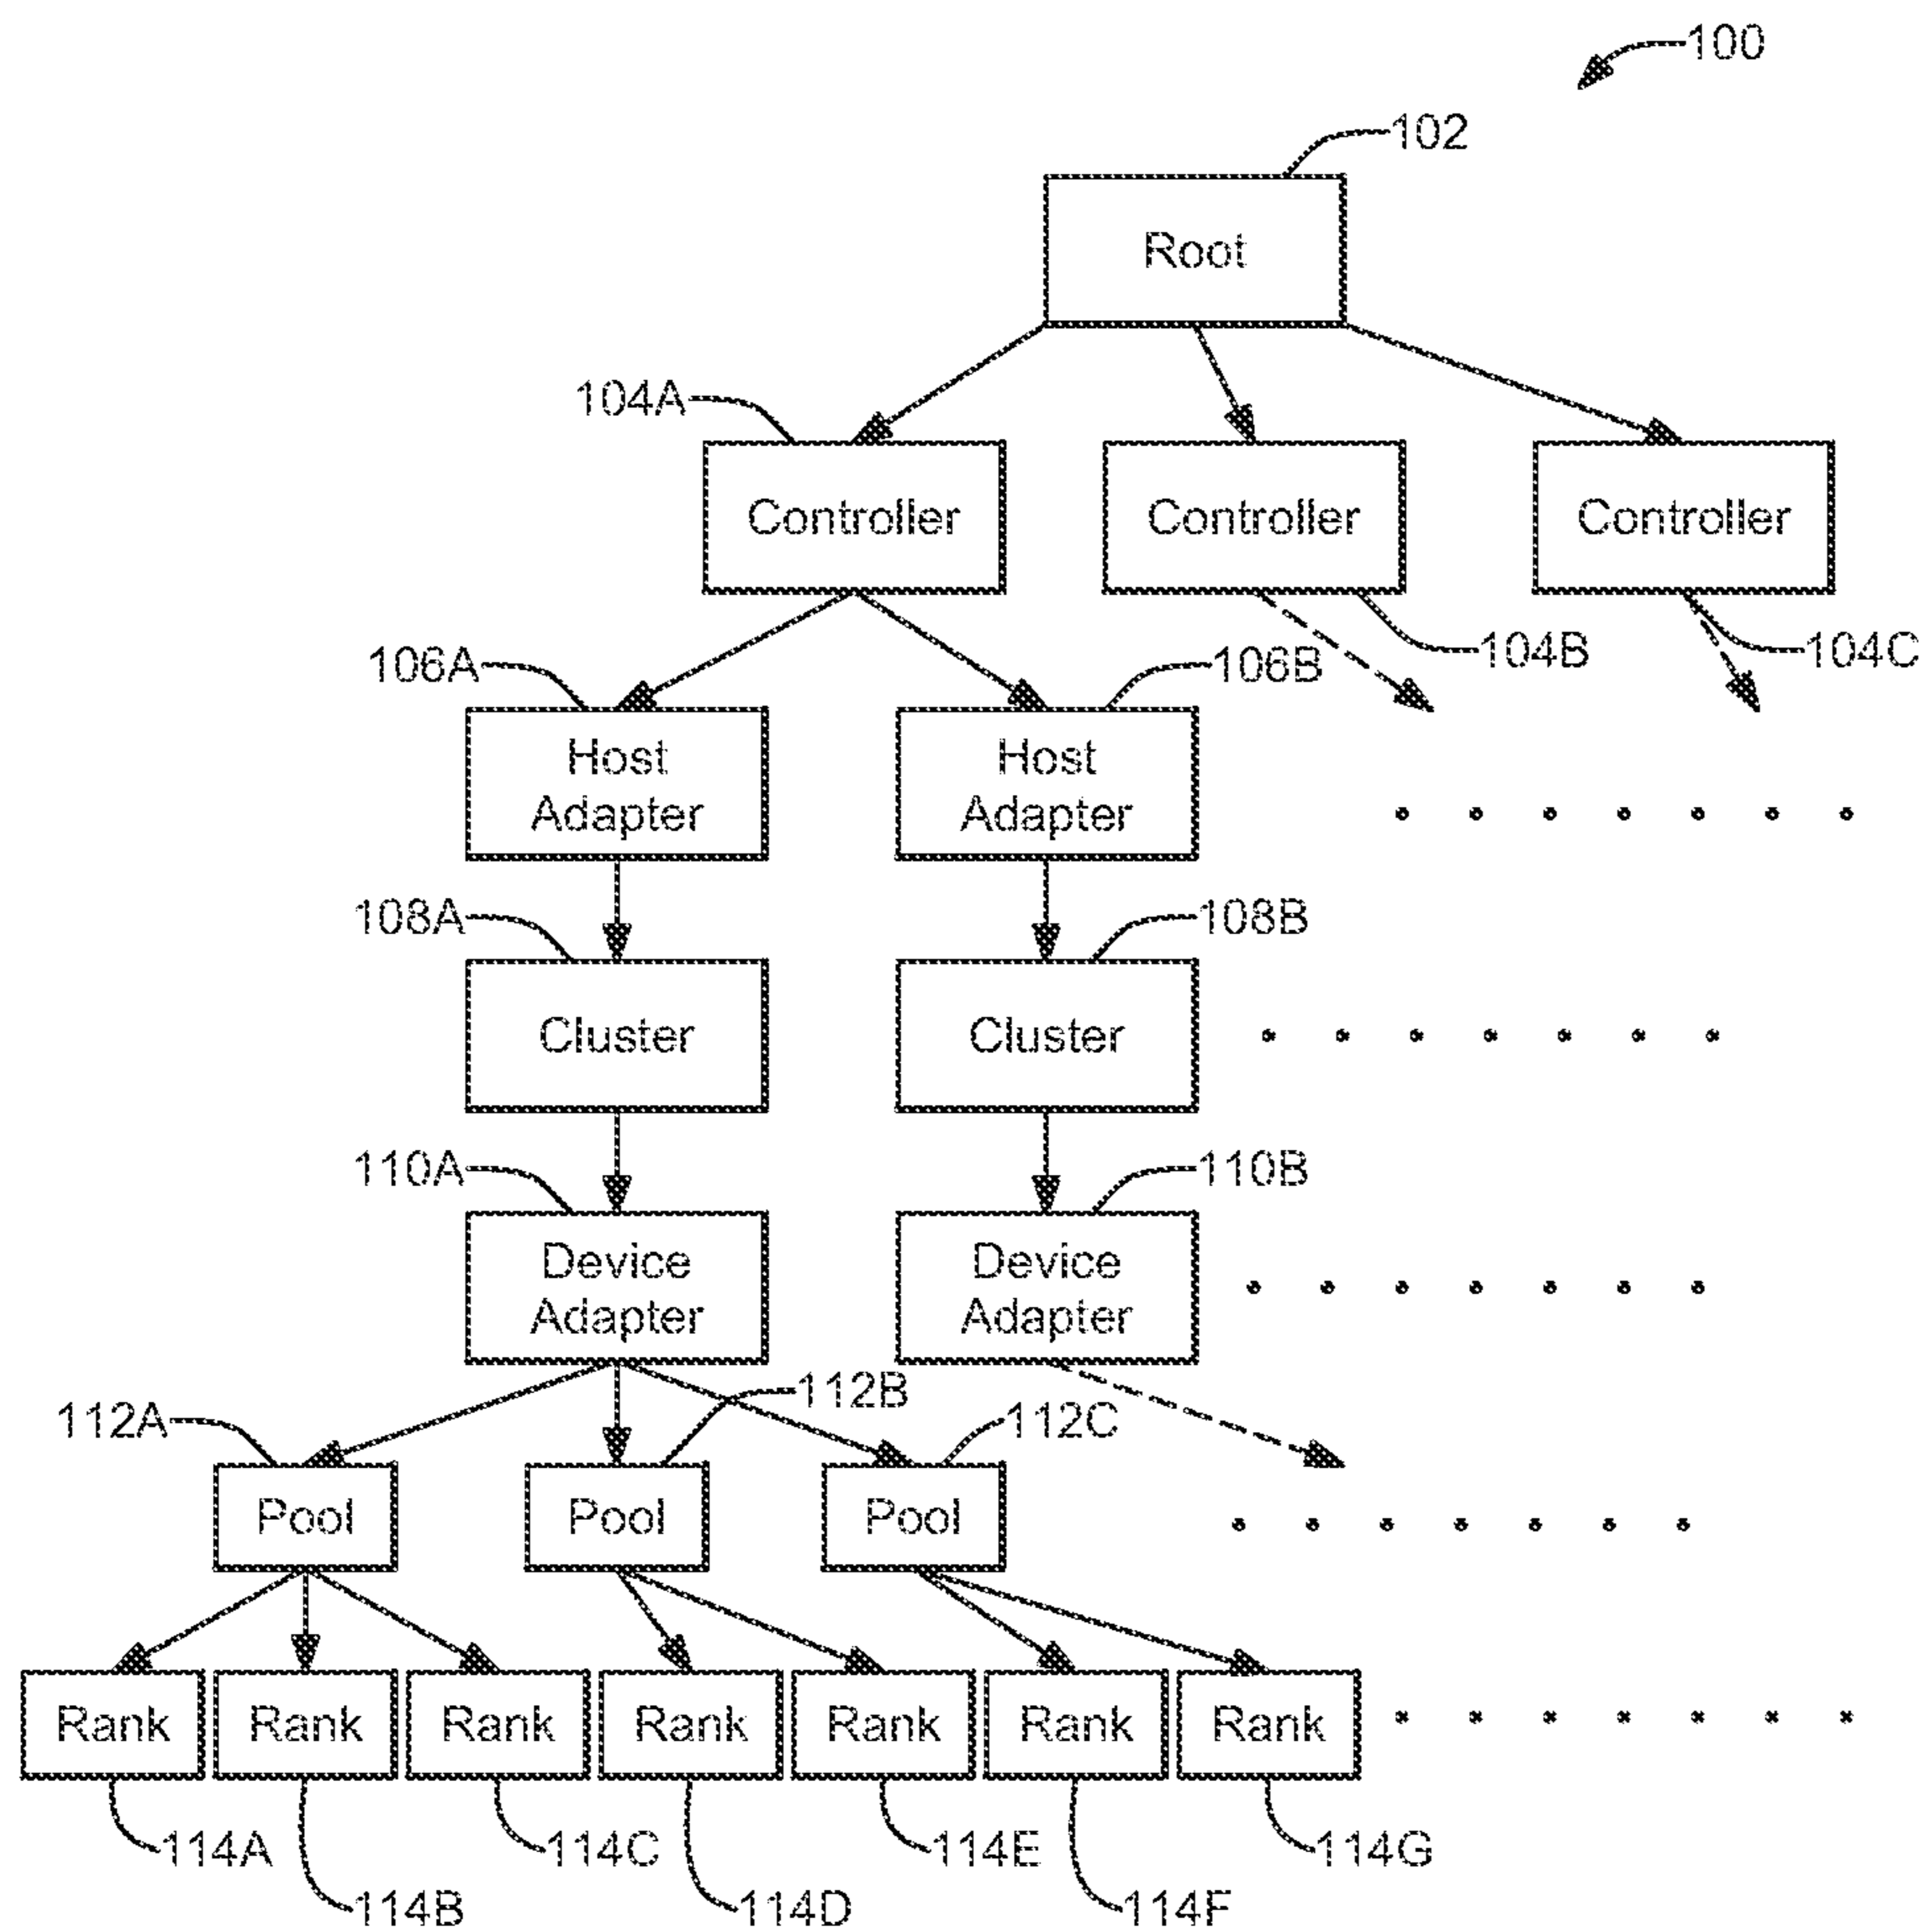 100
102
Root
104A
Controller
Controller
Controller
104B
104C
106A
106B
Host
Adapter
Host
Adapter
108A
108B
Cluster
Cluster
110A
110B
Device
Adapter
Device
Adapter
112A
112B
112C
Pool
Pool
Pool
Rank
Rank
Rank
Rank
Rank
Rank
Rank
114A
114B
114C
114D
114E
114F
114G